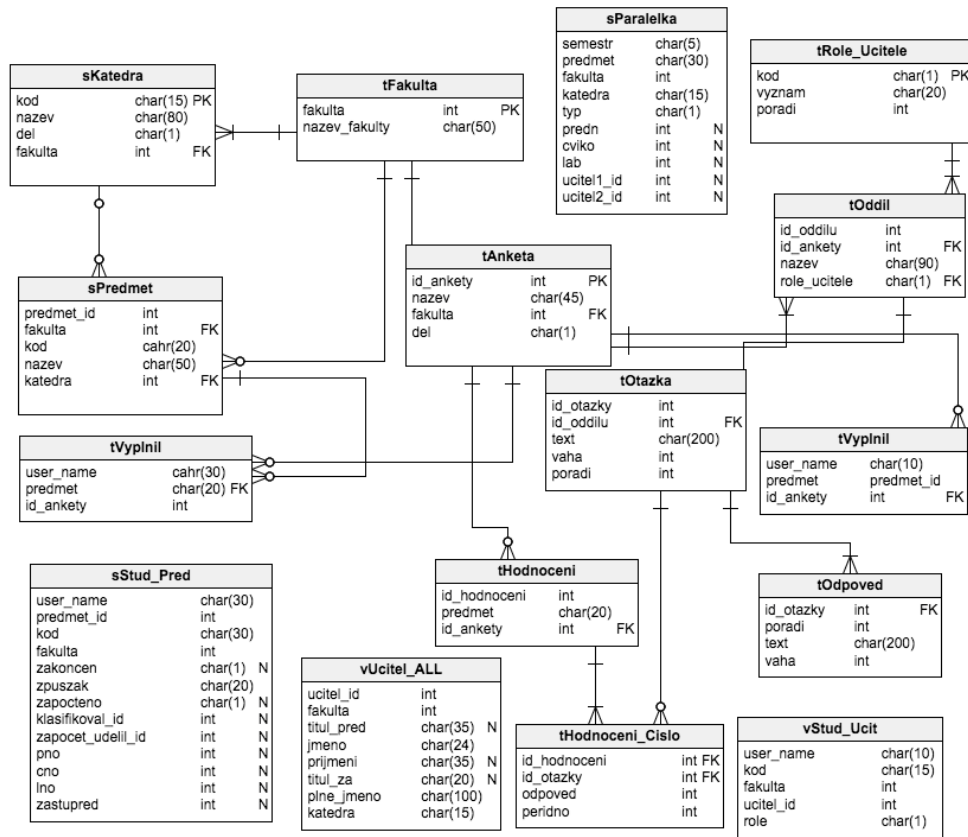 sParalelka
semestr char(5)
predmet char(30)
fakulta int
katedra char(15)
typ char(1)
predn int N
cviko int N
lab int N
ucitel1_id int N
ucitel2_id int N
tRole_Ucitele
kod char(1) PK
vyznam char(20)
poradi int
sKatedra
kod char(15) PK
nazev char(80)
del char(1)
fakulta int FK
tFakulta
fakulta int PK
nazev_fakulty char(50)
tOddil
id_oddilu int
id_ankety int FK
nazev char(90)
role_ucitele char(1) FK
tAnketa
id_ankety int PK
nazev char(45)
fakulta int FK
del char(1)
sPredmet
predmet_id int
fakulta int FK
kod cahr(20)
nazev char(50)
katedra int FK
tOtazka
id_otazky int
id_oddilu int FK
text char(200)
vaha int
poradi int
tVyplnil
user_name cahr(30)
predmet char(20) FK
id_ankety int
tVyplnil
user_name char(10)
predmet predmet_id
id_ankety int FK
tHodnoceni
id_hodnoceni int
predmet char(20)
id_ankety int FK
sStud_Pred
user_name char(30)
predmet_id int
kod char(30)
fakulta int
zakoncen char(1) N
zpuszak char(20)
zapocteno char(1) N
klasifikoval_id int N
zapocet_udelil_id int N
pno int N
cno int N
lno int N
zastupred int N
tOdpoved
id_otazky int FK
poradi int
text char(200)
vaha int
vUcitel_ALL
ucitel_id int
fakulta int
titul_pred char(35) N
jmeno char(24)
prijmeni char(35) N
titul_za char(20) N
plne_jmeno char(100)
katedra char(15)
tHodnoceni_Cislo
id_hodnoceni int FK
id_otazky int FK
odpoved int
peridno int
vStud_Ucit
user_name char(10)
kod char(15)
fakulta int
ucitel_id int
role char(1)